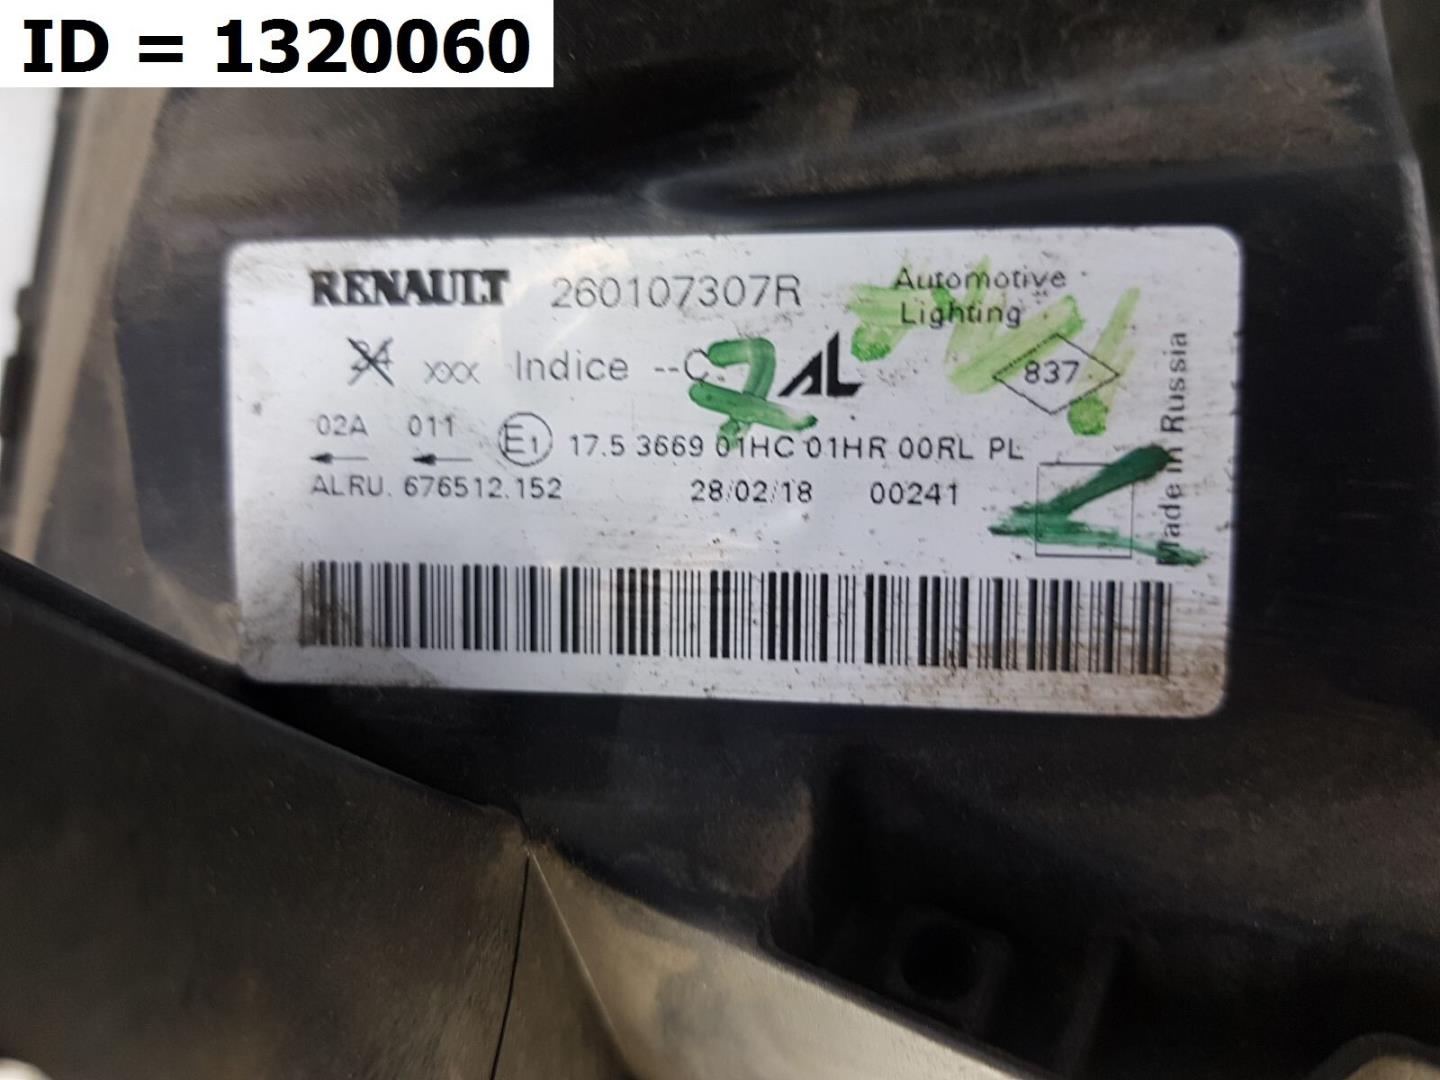 ID = 1320060
RENAULT 260107307R
Automotive
Lighting
34 XXX Indice --C
AL
837
Made in Russia
02A 011 E1 17.5 3669 01HC 01HR 00RL PL
ALRU. 676512.152 28/02/18 00241